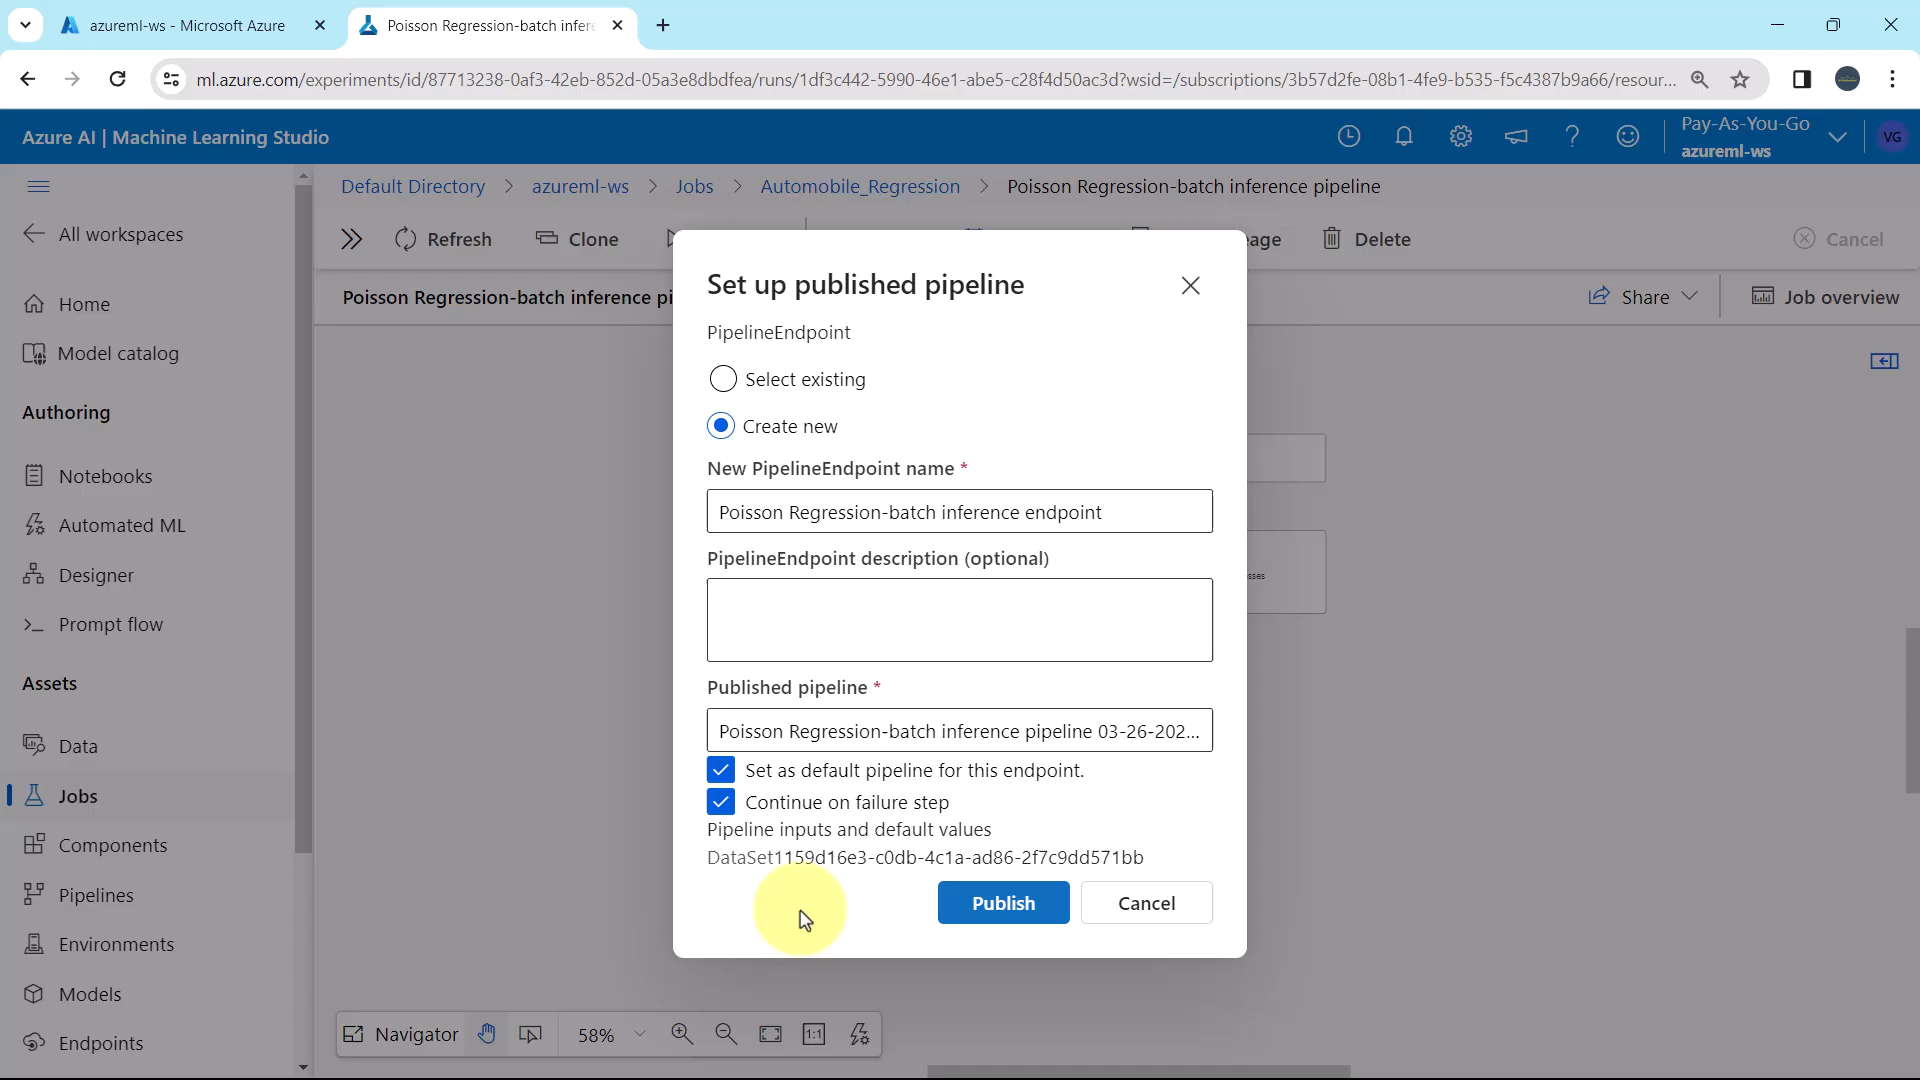 azureml-ws - Microsoft Azure
Poisson Regression-batch infere
ml.azure.com/experiments/id/87713238-0af3-42eb-852d-05a3e8dbdfea/runs/1df3c442-5990-46e1-abe5-c28f4d50ac3d?wsid=/subscriptions/3b57d2fe-08b1-4fe9-b535-f5c4387b9a66/resour...
Azure AI | Machine Learning Studio
Pay-As-You-Go
azureml-ws
VG
All workspaces
Home
Model catalog
Authoring
Notebooks
Automated ML
Designer
Prompt flow
Assets
Data
Jobs
Components
Pipelines
Environments
Models
Endpoints
Default Directory > azureml-ws > Jobs > Automobile_Regression > Poisson Regression-batch inference pipeline
Refresh
Clone
age
Delete
Cancel
Poisson Regression-batch inference pi
Share
Job overview
sses
Set up published pipeline
PipelineEndpoint
Select existing
Create new
New PipelineEndpoint name *
Poisson Regression-batch inference endpoint
PipelineEndpoint description (optional)
Published pipeline *
Poisson Regression-batch inference pipeline 03-26-202...
Set as default pipeline for this endpoint.
Continue on failure step
Pipeline inputs and default values
DataSet1159d16e3-c0db-4c1a-ad86-2f7c9dd571bb
Publish
Cancel
Navigator
58%
1:1